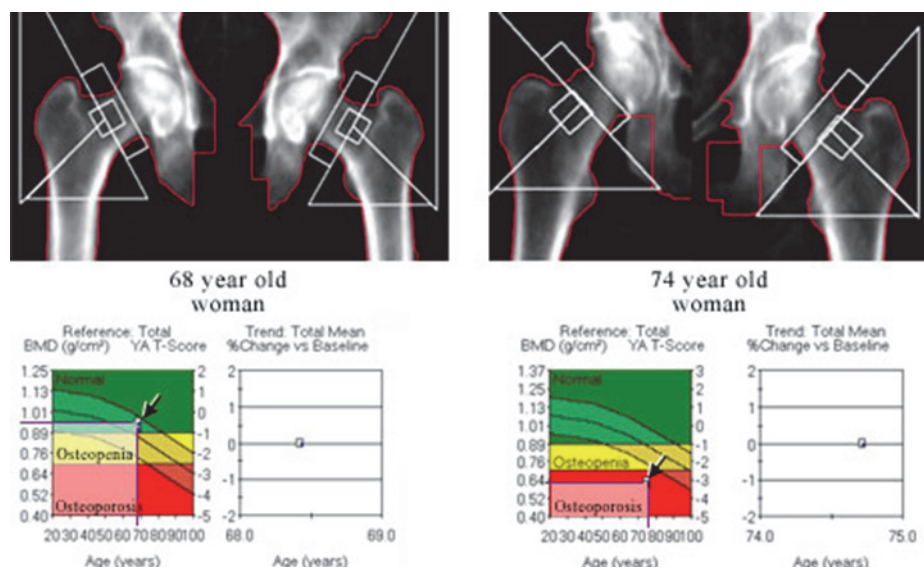 68 year old
woman
74 year old
woman
Reference: Total
BMD (g/cm²) YA T-Score
1.25
1.13
1.01
0.89
0.76
0.64
0.52
0.40
Normal
Osteopenia
Osteoporosis
2
1
0
-1
-2
-3
-4
-5
20 30 40 50 60 70 80 90 100
Age (years)
Trend: Total Mean
%Change vs Baseline
2
1
0
-1
-2
68.0 69.0
Age (years)
Reference: Total
BMD (g/cm²) YA T-Score
1.37
1.25
1.13
1.01
0.89
0.76
0.64
0.52
0.40
Normal
Osteopenia
Osteoporosis
3
2
1
0
-1
-2
-3
-4
-5
20 30 40 50 60 70 80 90 100
Age (years)
Trend: Total Mean
%Change vs Baseline
2
1
0
-1
-2
74.0 75.0
Age (years)